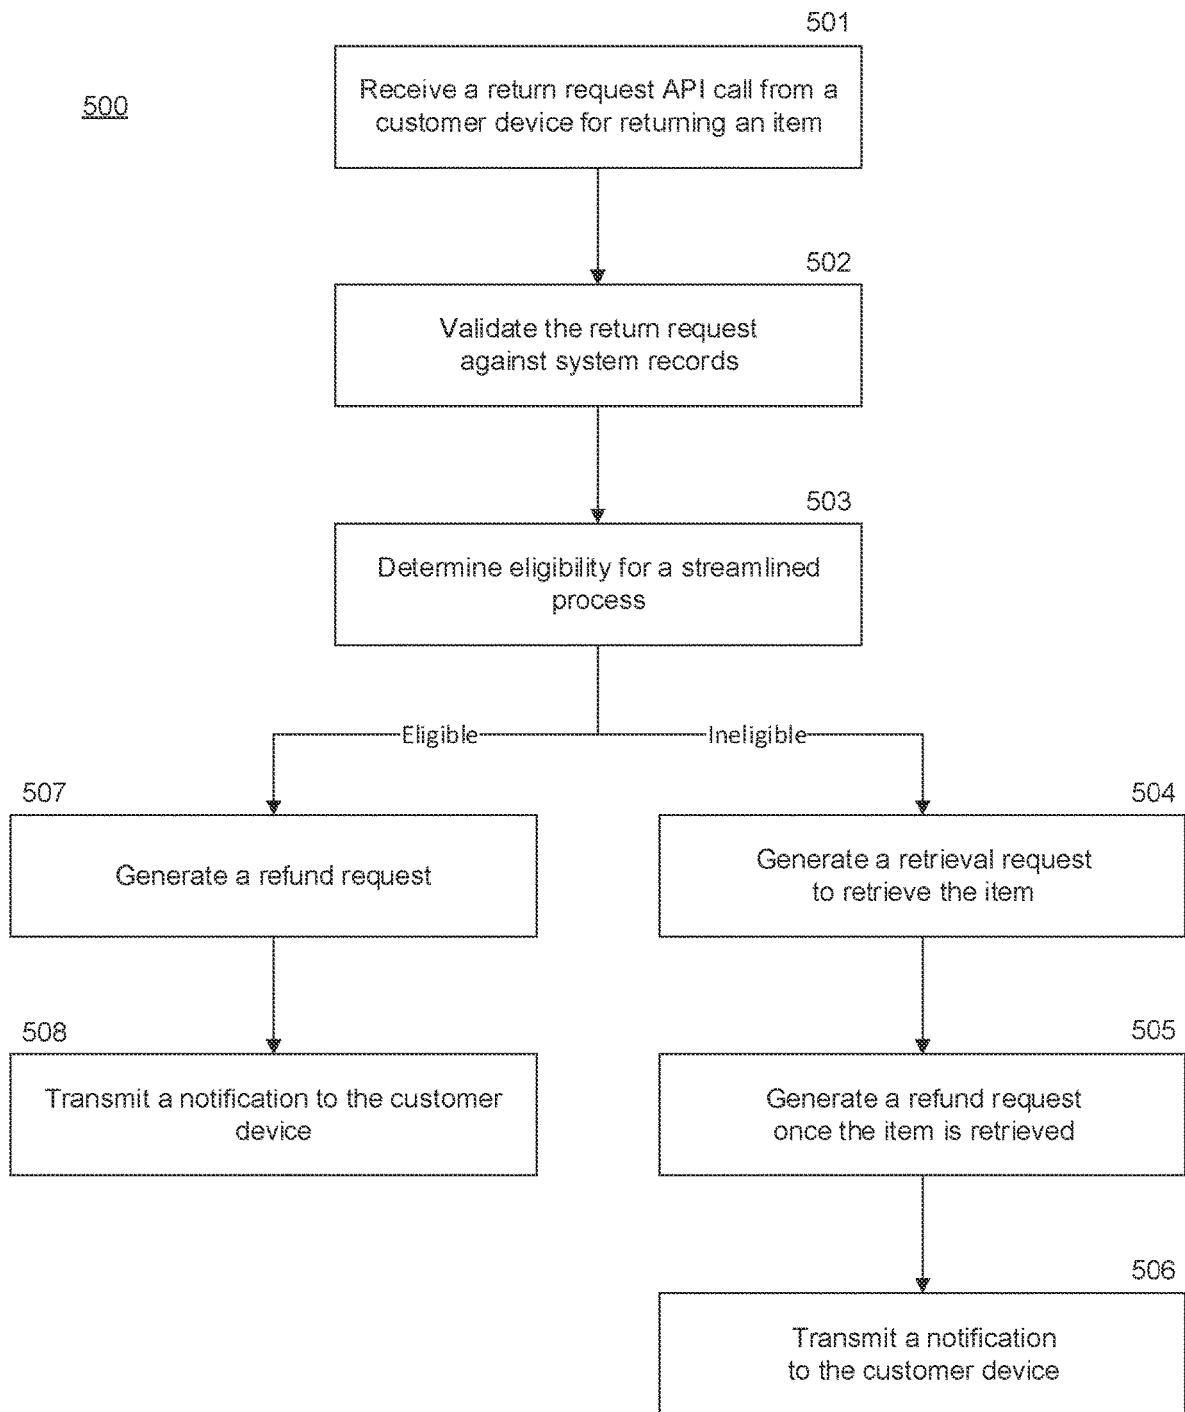 501
Receive a return request API call from a
customer device for returning an item
500
502
Validate the return request
against system records
503
Determine eligibility for a streamlined
process
Eligible
Ineligible
507
504
Generate a refund request
Generate a retrieval request
to retrieve the item
508
505
Transmit a notification to the customer
device
Generate a refund request
once the item is retrieved
506
Transmit a notification
to the customer device